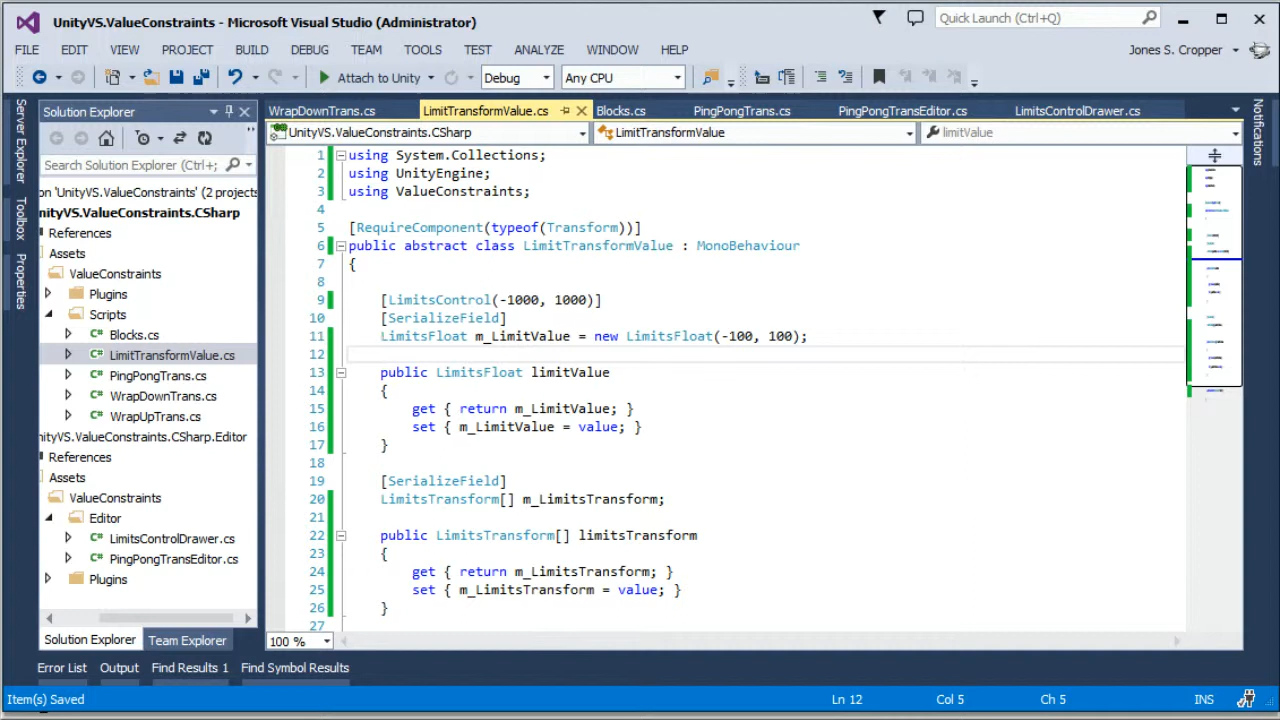 UnityVS.ValueConstraints - Microsoft Visual Studio (Administrator)
Quick Launch (Ctrl+Q)
FILE EDIT VIEW PROJECT BUILD DEBUG TEAM TOOLS TEST ANALYZE WINDOW HELP
Jones S. Cropper
Attach to Unity Debug Any CPU
Server Explorer
Toolbox
Properties
Solution Explorer
Search Solution Explorer (Ctrl+;
on 'UnityVS.ValueConstraints' (2 projects
nityVS.ValueConstraints.CSharp
References
Assets
ValueConstraints
Plugins
Scripts
C# Blocks.cs
C# LimitTransformValue.cs
C# PingPongTrans.cs
C# WrapDownTrans.cs
C# WrapUpTrans.cs
nityVS.ValueConstraints.CSharp.Editor
References
Assets
ValueConstraints
Editor
C# LimitsControlDrawer.cs
C# PingPongTransEditor.cs
Plugins
Solution Explorer Team Explorer
WrapDownTrans.cs LimitTransformValue.cs Blocks.cs PingPongTrans.cs PingPongTransEditor.cs LimitsControlDrawer.cs
UnityVS.ValueConstraints.CSharp LimitTransformValue limitValue
1 using System.Collections;
2 using UnityEngine;
3 using ValueConstraints;
4
5 [RequireComponent(typeof(Transform))]
6 public abstract class LimitTransformValue : MonoBehaviour
7 {
8
9 [LimitsControl(-1000, 1000)]
10 [SerializeField]
11 LimitsFloat m_LimitValue = new LimitsFloat(-100, 100);
12
13 public LimitsFloat limitValue
14 {
15 get { return m_LimitValue; }
16 set { m_LimitValue = value; }
17 }
18
19 [SerializeField]
20 LimitsTransform[] m_LimitsTransform;
21
22 public LimitsTransform[] limitsTransform
23 {
24 get { return m_LimitsTransform; }
25 set { m_LimitsTransform = value; }
26 }
27
100 %
Notifications
Error List Output Find Results 1 Find Symbol Results
Item(s) Saved Ln 12 Col 5 Ch 5 INS